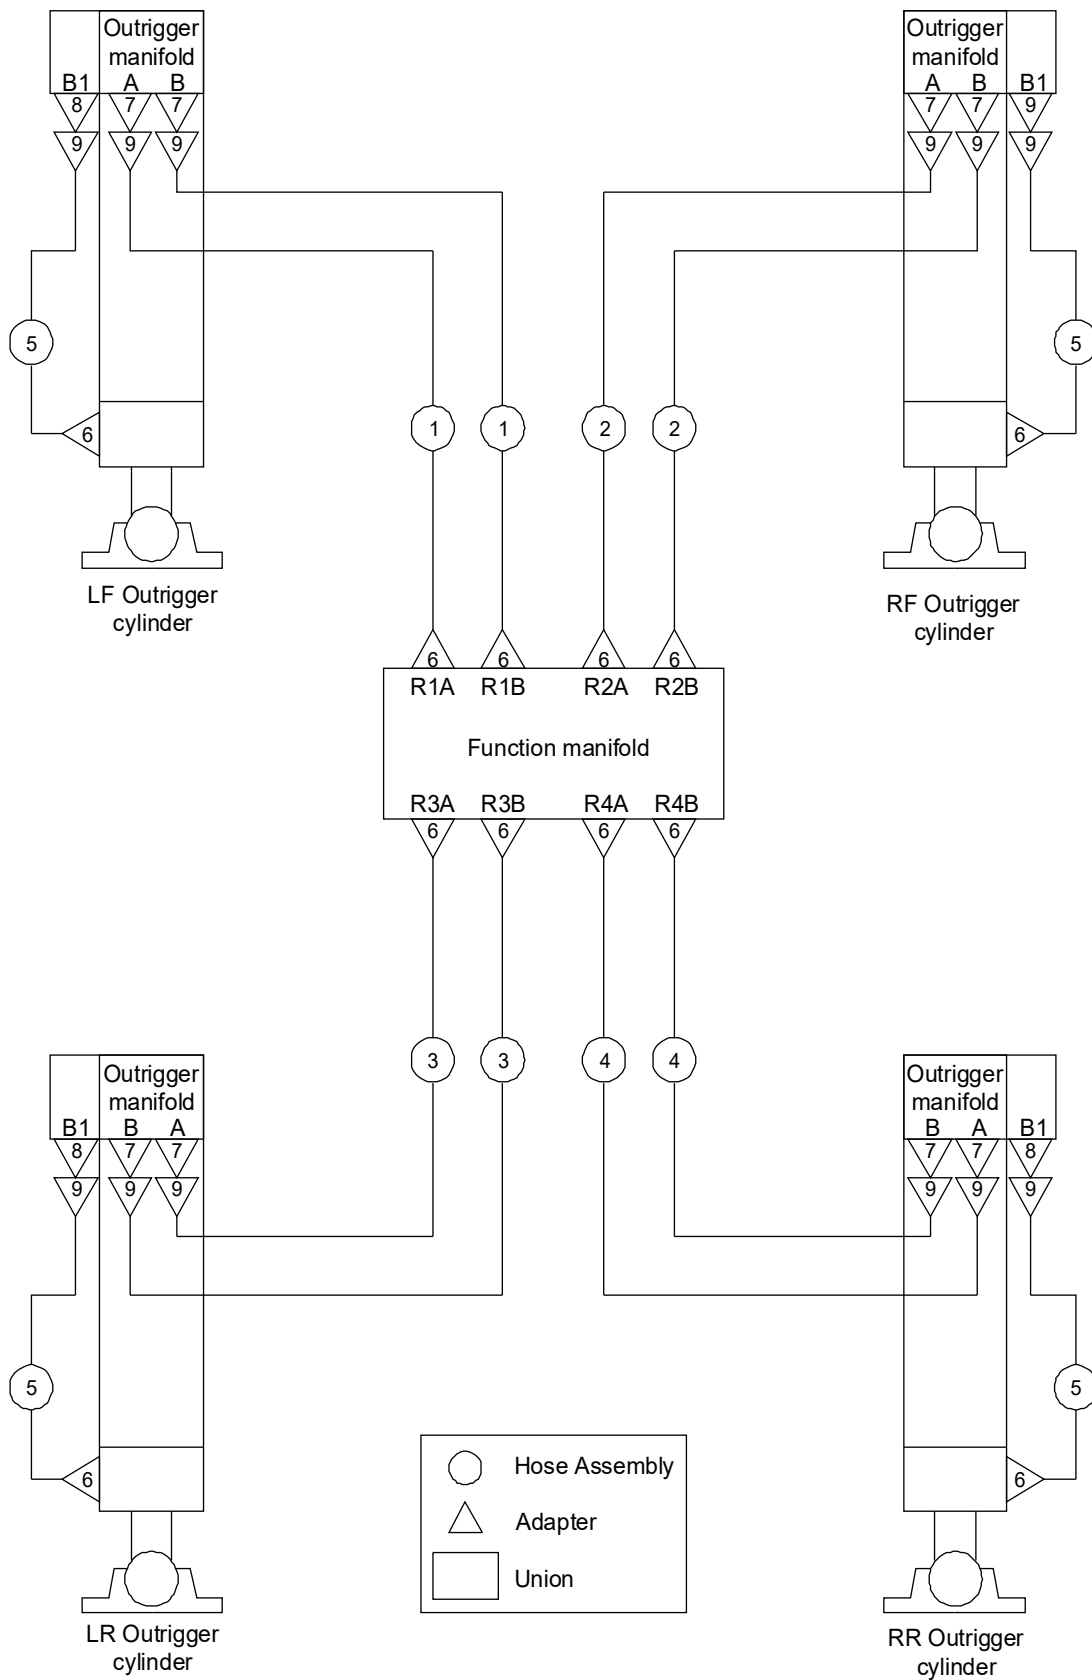 Outrigger
manifold
B1 A B
8 7 7
9 9 9
5
6
LF Outrigger
cylinder
Outrigger
manifold
A B B1
7 7 9
9 9 9
5
6
RF Outrigger
cylinder
1 1 2 2
6 6 6 6
R1A R1B R2A R2B
Function manifold
R3A R3B R4A R4B
6 6 6 6
3 3 4 4
Outrigger
manifold
B1 B A
8 7 7
9 9 9
5
6
LR Outrigger
cylinder
Outrigger
manifold
B A B1
7 7 8
9 9 9
5
6
RR Outrigger
cylinder
Hose Assembly
Adapter
Union